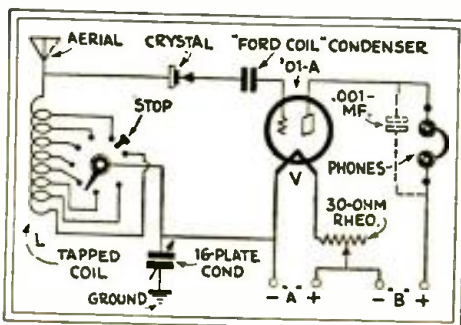 AERIAL
CRYSTAL
"FORD COIL" CONDENSER
'01-A
.001-
MF.
STOP
PHONES
V
30-OHM
RHEO.
L
TAPPED
COIL
16-PLATE
COND
GROUND
- "A" +
- "B" +